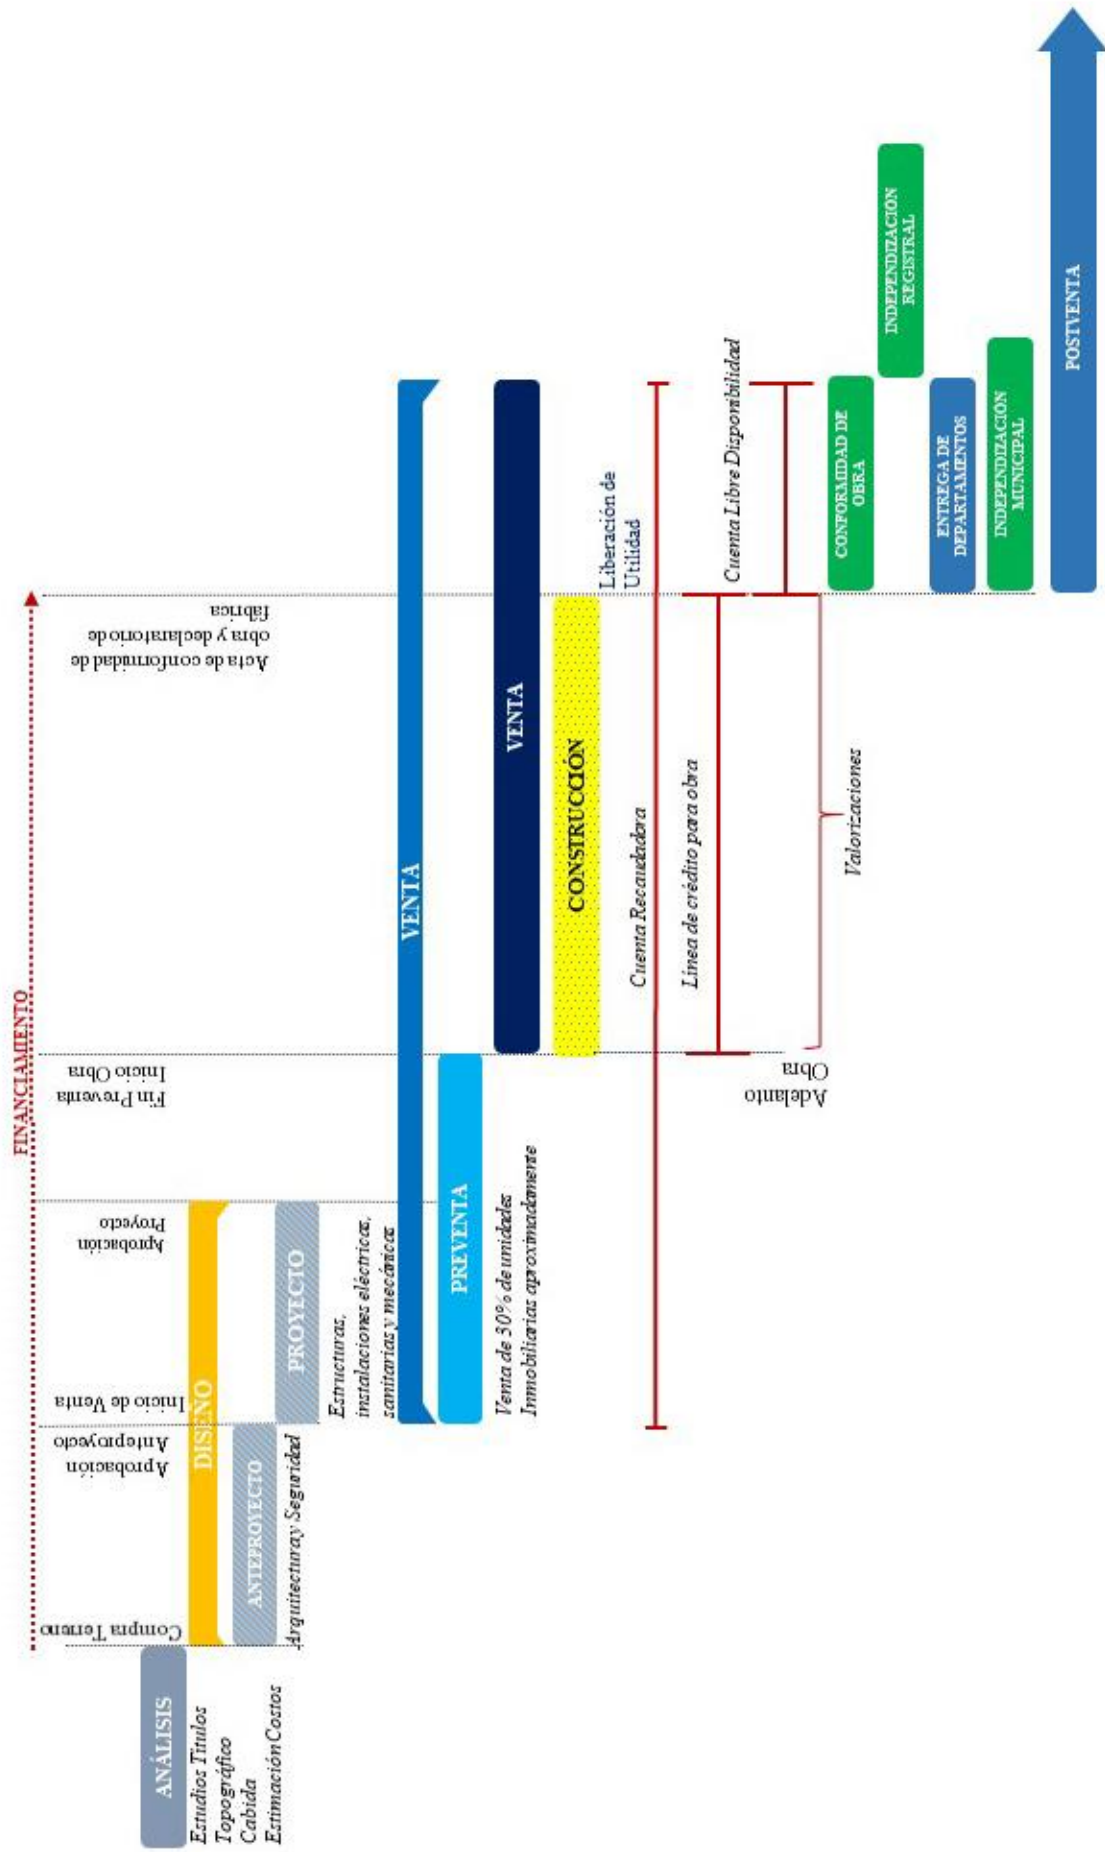 FINANCIAMIENTO
Compra Terreno
Aprobación
Anteproyecto
Inicio de Venta
Aprobación
Proyecto
Fin Preventa
Inicio Obra
Acta de conformidad de
obra y declaratorio de
fábrica
ANÁLISIS
Estudios Titulos
Topográfico
Cabida
Estimación Costos
DISEÑO
ANTEPROYECTO
Arquitectura y Seguridad
PROYECTO
Estructuras,
instalaciones eléctricas,
sanitarias y mecánicas
VENTA
PREVENTA
Venta de 30% de unidades
Immobiliarias aproximadamente
VENTA
CONSTRUCCIÓN
Liberación de
Utilidad
Cuenta Recaudadora
Línea de crédito para obra
Cuenta Libre Disponibilidad
Adelanto
Obra
Valorizaciones
CONFORMIDAD DE
OBRA
INDEPENDIZACIÓN
REGISTRAL
ENTREGA DE
DEPARTAMENTOS
INDEPENDIZACIÓN
MUNICIPAL
POSTVENTA